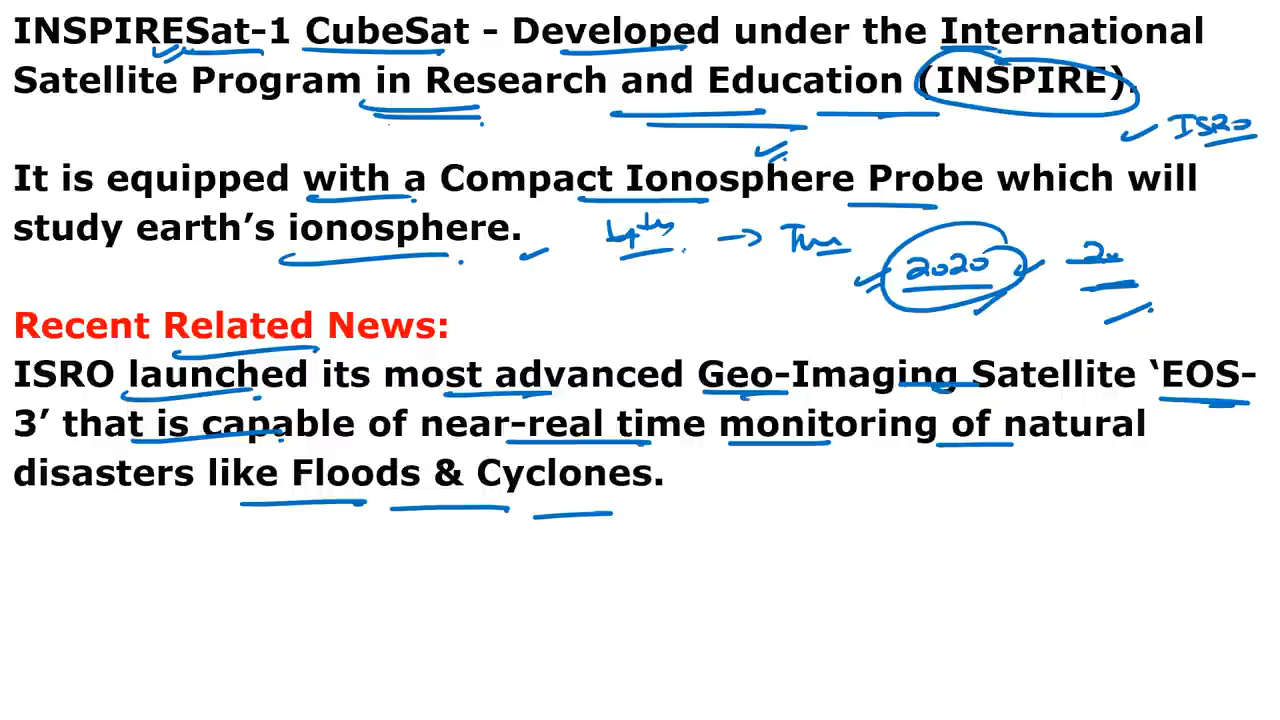 INSPIRESat-1 CubeSat - Developed under the International
Satellite Program in Research and Education (INSPIRE).
ISRO
It is equipped with a Compact Ionosphere Probe which will
study earth's ionosphere.
2020
Recent Related News:
ISRO launched its most advanced Geo-Imaging Satellite ‘EOS-
3’ that is capable of near-real time monitoring of natural
disasters like Floods & Cyclones.